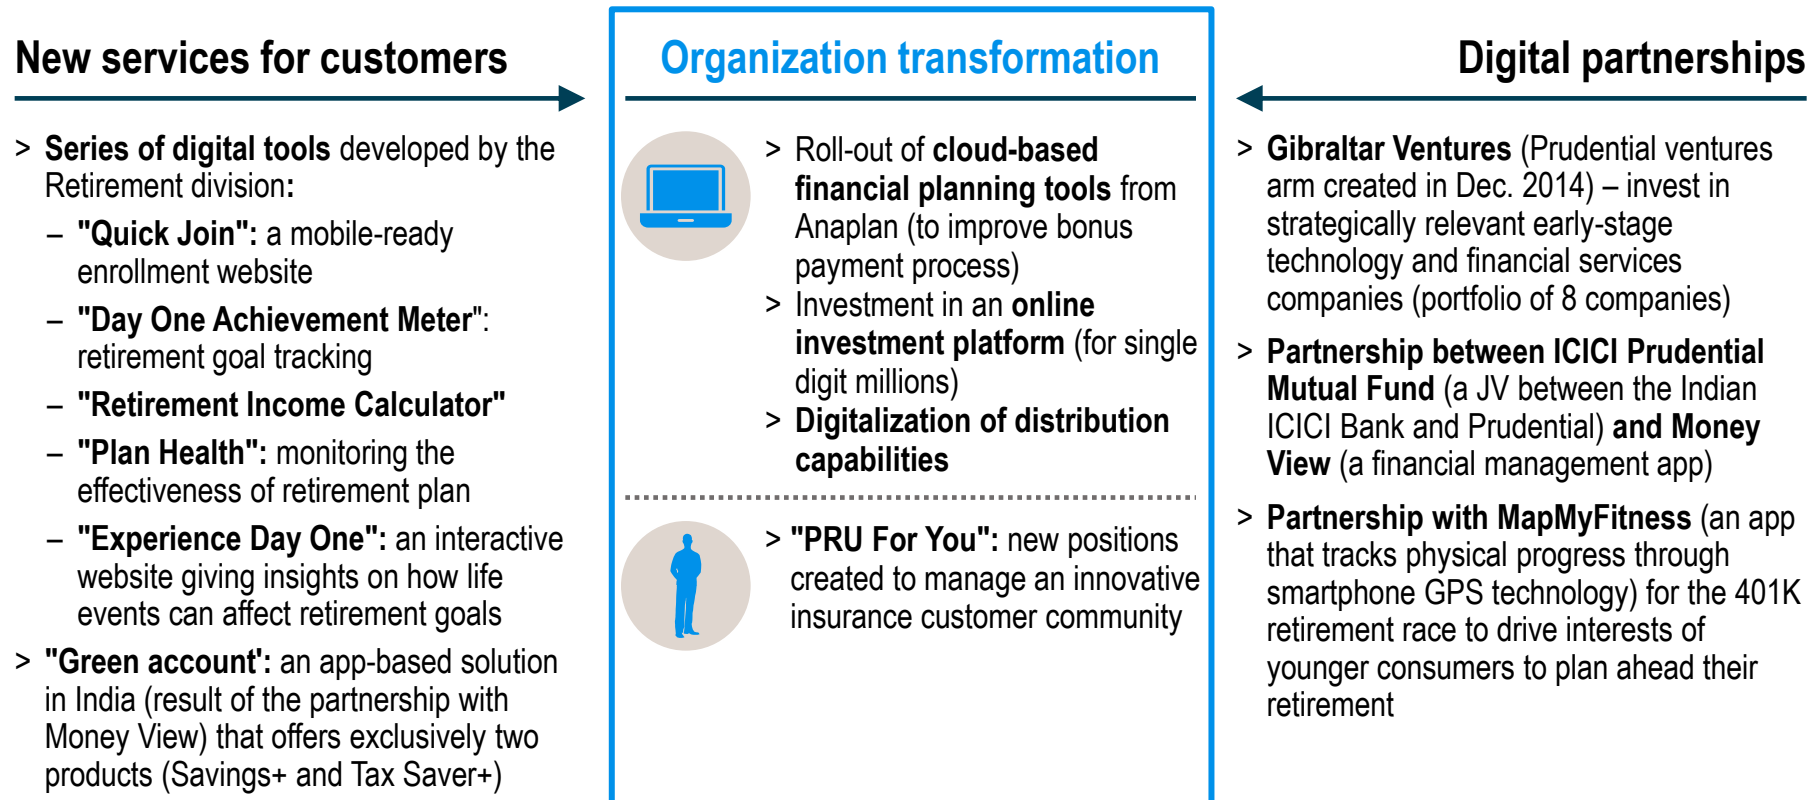 New services for customers
> Series of digital tools developed by the
Retirement division:
– "Quick Join": a mobile-ready
enrollment website
– "Day One Achievement Meter":
retirement goal tracking
– "Retirement Income Calculator"
– "Plan Health": monitoring the
effectiveness of retirement plan
– "Experience Day One": an interactive
website giving insights on how life
events can affect retirement goals
> "Green account': an app-based solution
in India (result of the partnership with
Money View) that offers exclusively two
products (Savings+ and Tax Saver+)
Organization transformation
> Roll-out of cloud-based
financial planning tools from
Anaplan (to improve bonus
payment process)
> Investment in an online
investment platform (for single
digit millions)
> Digitalization of distribution
capabilities
> "PRU For You": new positions
created to manage an innovative
insurance customer community
Digital partnerships
> Gibraltar Ventures (Prudential ventures
arm created in Dec. 2014) – invest in
strategically relevant early-stage
technology and financial services
companies (portfolio of 8 companies)
> Partnership between ICICI Prudential
Mutual Fund (a JV between the Indian
ICICI Bank and Prudential) and Money
View (a financial management app)
> Partnership with MapMyFitness (an app
that tracks physical progress through
smartphone GPS technology) for the 401K
retirement race to drive interests of
younger consumers to plan ahead their
retirement